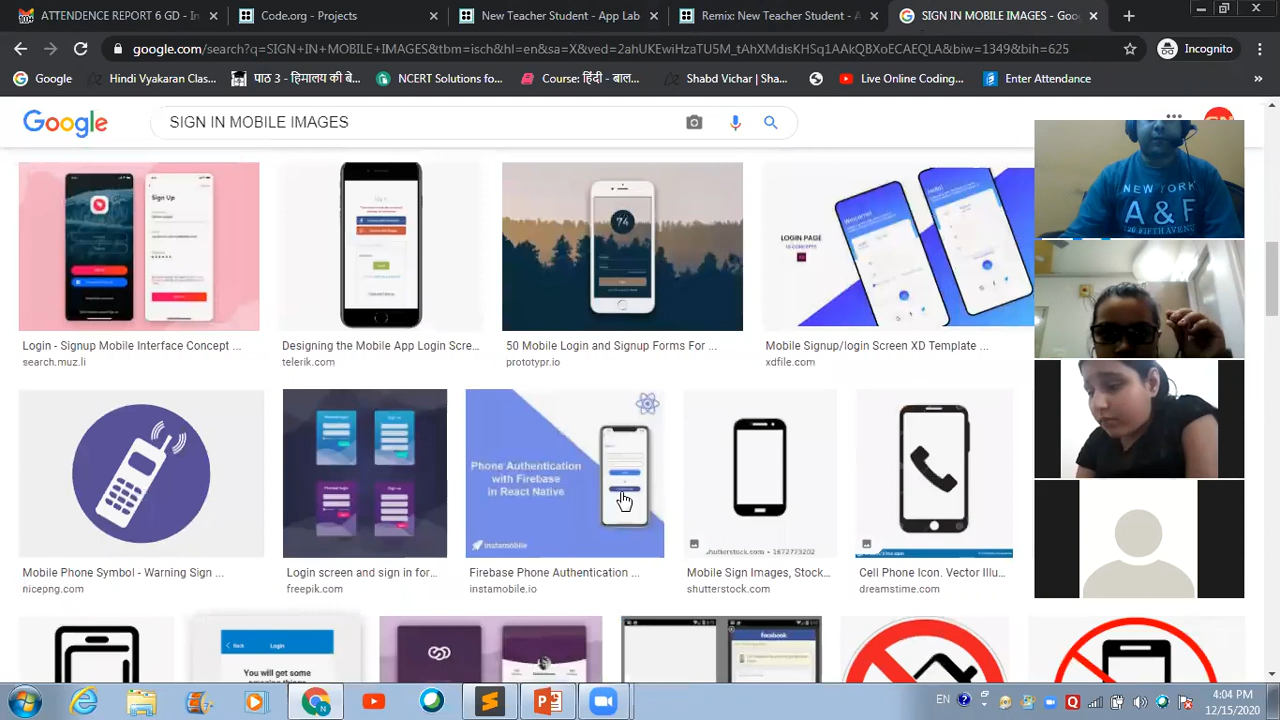 ATTENDENCE REPORT 6 GD - In
Code.org - Projects
Firebase Tutorial - App Lab
Remix New Teacher Student - A
SIGN IN MOBILE IMAGES - Goo
google.com/search?q=SIGN+IN+MOBILE+IMAGES&tbm=isch&hl=en&sa=X&ved=2ahUKEwiHzaTU5M_tAhXMdisKHSq1AAkQBXoECAEQLA&biw=1349&bih=625
Incognito
Google
Hindi Vyakaran Clas...
पाठ 3 - हिमालय की बे...
NCERT Solutions for...
Course: हिंदी - बाल...
Shabd Vichar | Sha...
Live Online Coding...
Enter Attendance
Google
SIGN IN MOBILE IMAGES
Sign Up
LOGIN PAGE
NEW YORK
A & F
Login - Signup Mobile Interface Concept ...
Designing the Mobile App Login Scre...
50 Mobile Login and Signup Forms For ...
Mobile Signup/login Screen XD Template ...
search.muz.li
telerik.com
prototypr.io
xdfile.com
Phone Authentication
with Firebase
in React Native
instamobile
shutterstock.com • 1672773202
Mobile Phone Symbol - Warning Sign ...
Login screen and sign in for...
Firebase Phone Authentication ...
Mobile Sign Images, Stock...
Cell Phone Icon. Vector Illu...
nicepng.com
freepik.com
instamobile.io
shutterstock.com
dreamstime.com
Back
Login
You will get some
facebook
EN
4:04 PM
12/15/2020